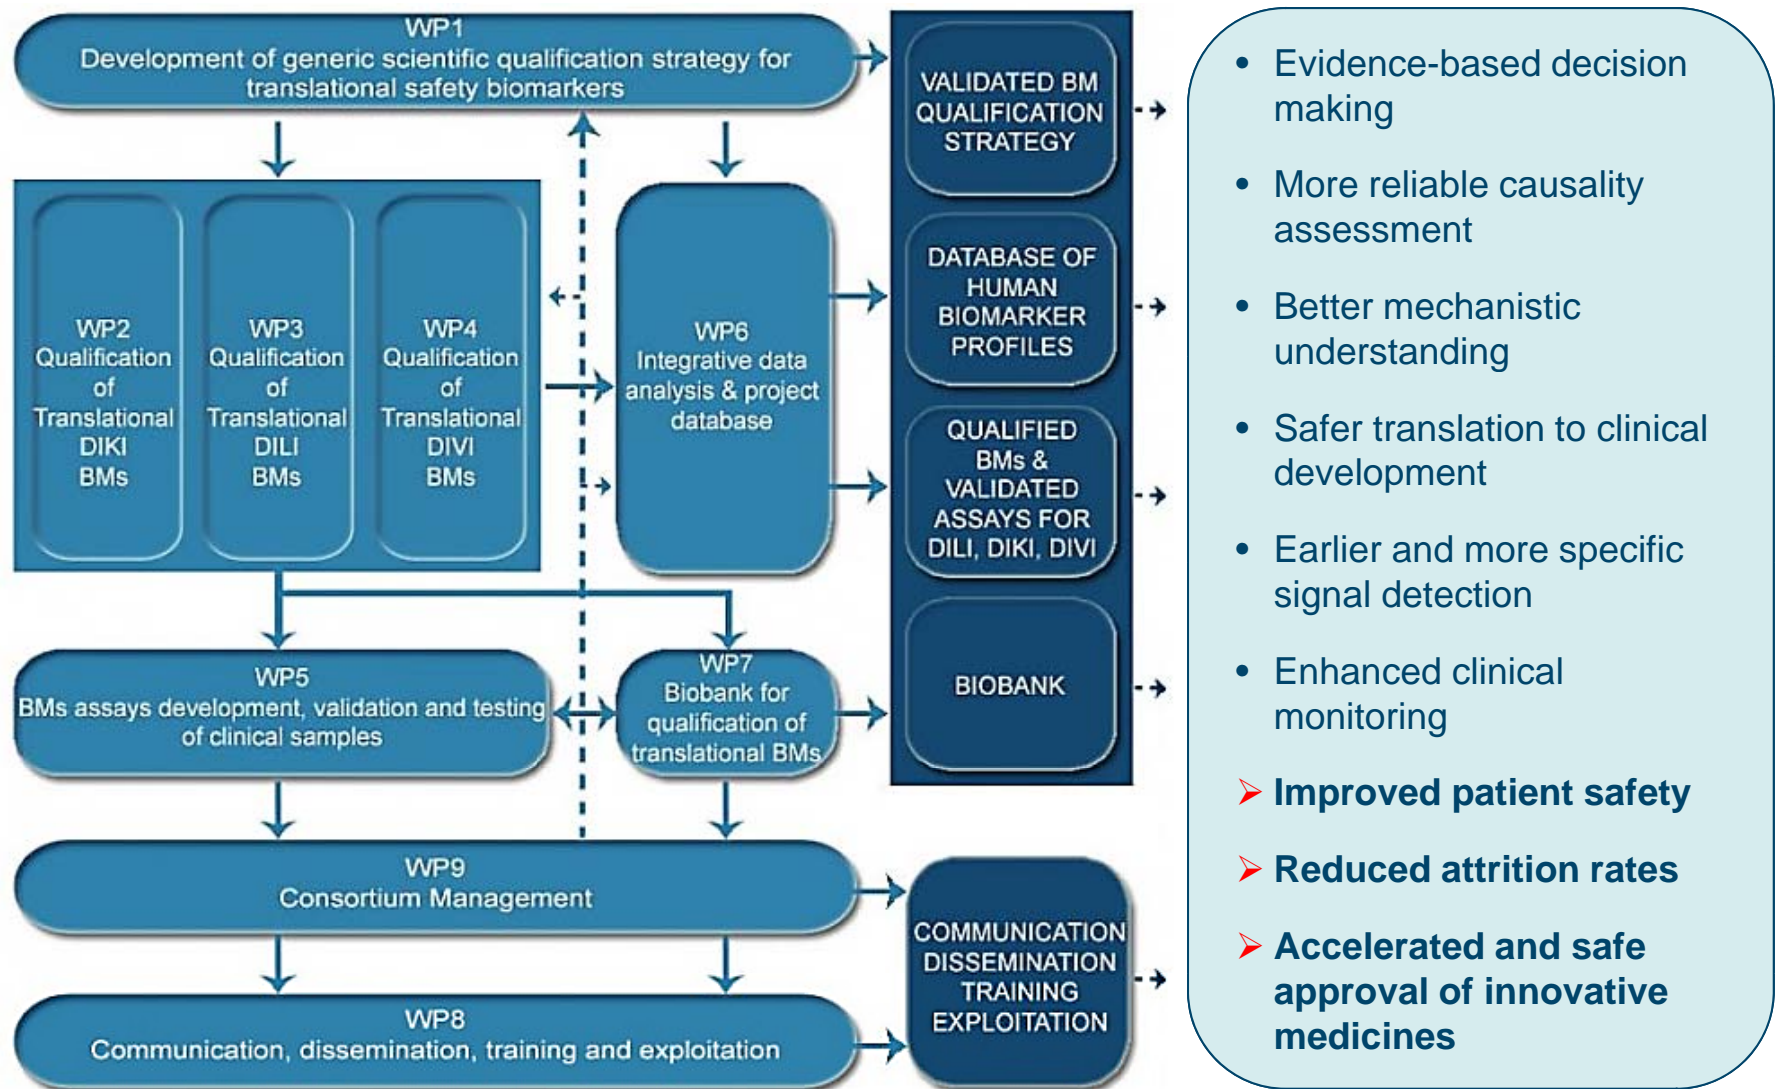 WP1
Development of generic scientific qualification strategy for
translational safety biomarkers
WP2
Qualification
of
Translational
DIKI
BMs
WP3
Qualification
of
Translational
DILI
BMs
WP4
Qualification
of
Translational
DIVI
BMs
WP6
Integrative data
analysis & project
database
WP5
BMs assays development, validation and testing
of clinical samples
WP7
Biobank for
qualification of
translational BMs
WP9
Consortium Management
WP8
Communication, dissemination, training and exploitation
VALIDATED BM
QUALIFICATION
STRATEGY
DATABASE OF
HUMAN
BIOMARKER
PROFILES
QUALIFIED
BMs &
VALIDATED
ASSAYS FOR
DILI, DIKI, DIVI
BIOBANK
COMMUNICATION
DISSEMINATION
TRAINING
EXPLOITATION
• Evidence-based decision
making
• More reliable causality
assessment
• Better mechanistic
understanding
• Safer translation to clinical
development
• Earlier and more specific
signal detection
• Enhanced clinical
monitoring
➢ Improved patient safety
➢ Reduced attrition rates
➢ Accelerated and safe
approval of innovative
medicines